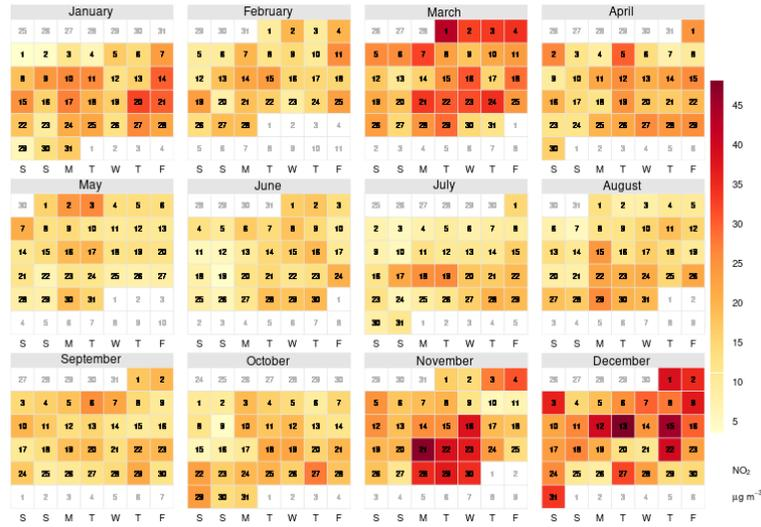 January
25 26 27 28 29 30 31
1 2 3 4 5 6 7
8 9 10 11 12 13 14
15 16 17 18 19 20 21
22 23 24 25 26 27 28
29 30 31 1 2 3 4
S S M T W T F
February
29 30 31 1 2 3 4
5 6 7 8 9 10 11
12 13 14 15 16 17 18
19 20 21 22 23 24 25
26 27 28 1 2 3 4
5 6 7 8 9 10 11
S S M T W T F
March
26 27 28 1 2 3 4
5 6 7 8 9 10 11
12 13 14 15 16 17 18
19 20 21 22 23 24 25
26 27 28 29 30 31 1
2 3 4 5 6 7 8
S S M T W T F
April
26 27 28 29 30 31 1
2 3 4 5 6 7 8
9 10 11 12 13 14 15
16 17 18 19 20 21 22
23 24 25 26 27 28 29
30 1 2 3 4 5 6
S S M T W T F
May
30 1 2 3 4 5 6
7 8 9 10 11 12 13
14 15 16 17 18 19 20
21 22 23 24 25 26 27
28 29 30 31 1 2 3
4 5 6 7 8 9 10
S S M T W T F
June
28 29 30 31 1 2 3
4 5 6 7 8 9 10
11 12 13 14 15 16 17
18 19 20 21 22 23 24
25 26 27 28 29 30 1
2 3 4 5 6 7 8
S S M T W T F
July
25 26 27 28 29 30 1
2 3 4 5 6 7 8
9 10 11 12 13 14 15
16 17 18 19 20 21 22
23 24 25 26 27 28 29
30 31 1 2 3 4 5
S S M T W T F
August
30 31 1 2 3 4 5
6 7 8 9 10 11 12
13 14 15 16 17 18 19
20 21 22 23 24 25 26
27 28 29 30 31 1 2
3 4 5 6 7 8 9
S S M T W T F
September
27 28 29 30 31 1 2
3 4 5 6 7 8 9
10 11 12 13 14 15 16
17 18 19 20 21 22 23
24 25 26 27 28 29 30
1 2 3 4 5 6 7
S S M T W T F
October
24 25 26 27 28 29 30
1 2 3 4 5 6 7
8 9 10 11 12 13 14
15 16 17 18 19 20 21
22 23 24 25 26 27 28
29 30 31 1 2 3 4
S S M T W T F
November
29 30 31 1 2 3 4
5 6 7 8 9 10 11
12 13 14 15 16 17 18
19 20 21 22 23 24 25
26 27 28 29 30 1 2
3 4 5 6 7 8 9
S S M T W T F
December
26 27 28 29 30 1 2
3 4 5 6 7 8 9
10 11 12 13 14 15 16
17 18 19 20 21 22 23
24 25 26 27 28 29 30
31 1 2 3 4 5 6
S S M T W T F
45
40
35
30
25
20
15
10
5
NO₂
µg m⁻³